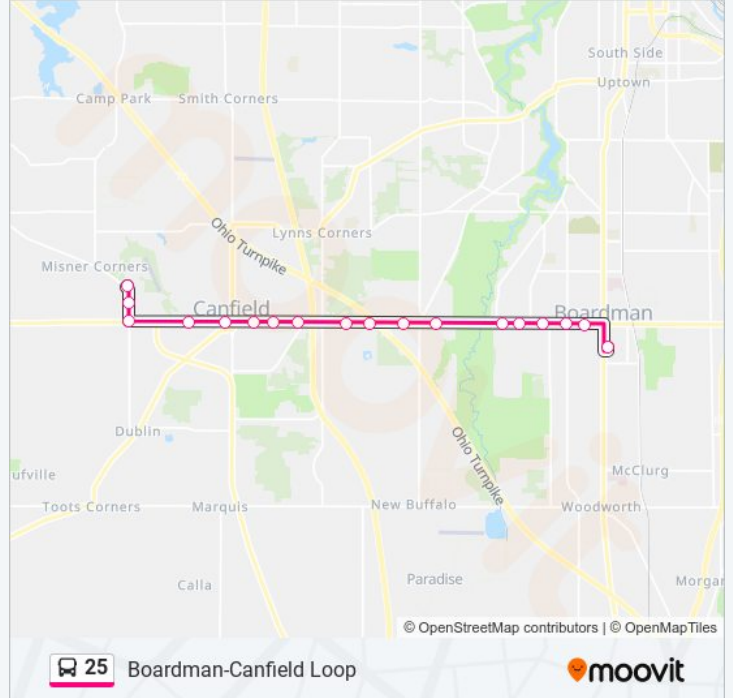 South Side
Uptown
Camp Park
Smith Corners
Ohio Turnpike
Lynns Corners
Misner Corners
Canfield
Boardman
Dublin
Ohio Turnpike
ufville
McClurg
Toots Corners
Marquis
New Buffalo
Woodworth
Calla
Paradise
Morgan
© OpenStreetMap contributors | © OpenMapTiles
25
Boardman-Canfield Loop
moovit